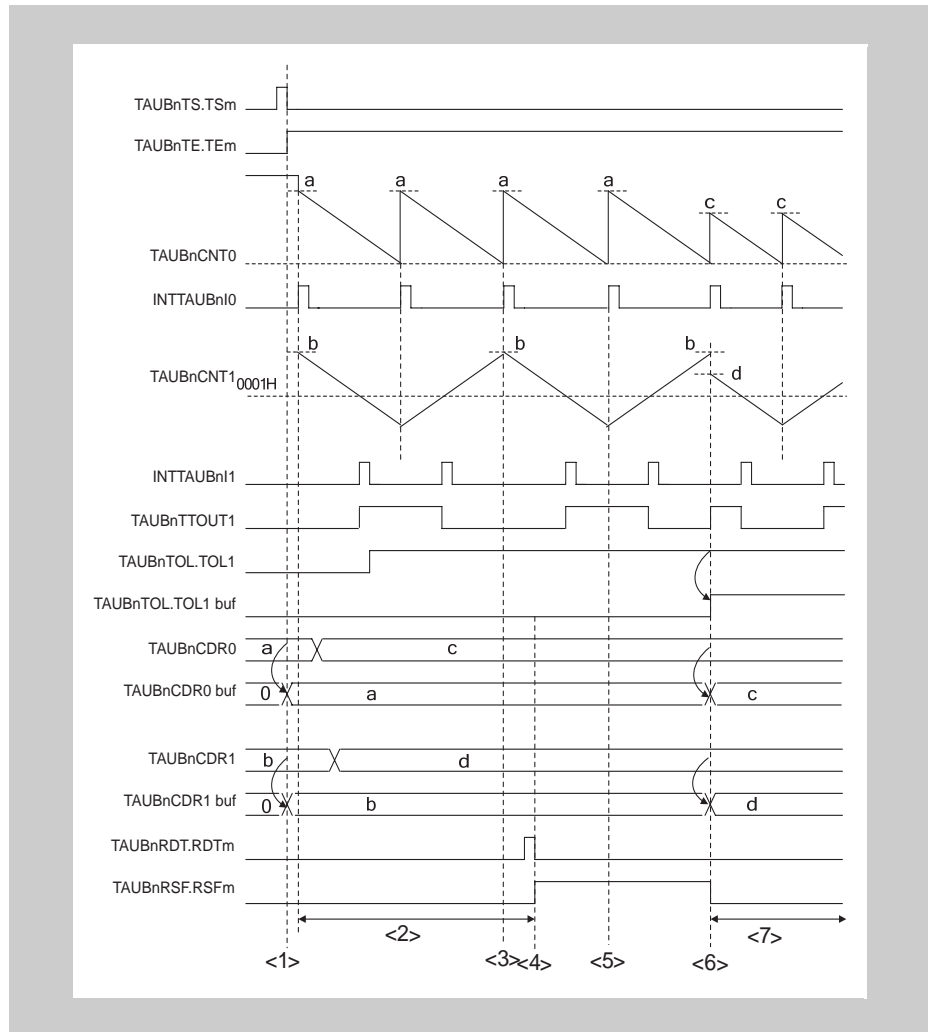 TAUBnTS.TSm
TAUBnTE.TEm
a a a a c c
TAUBnCNT0
INTTAUBnI0
b b b
d
TAUBnCNT1 0001H
INTTAUBnI1
TAUBnTTOUT1
TAUBnTOL.TOL1
TAUBnTOL.TOL1 buf
TAUBnCDR0 a c
TAUBnCDR0 buf 0 a c
TAUBnCDR1 b d
TAUBnCDR1 buf 0 b d
TAUBnRDT.RDTm
TAUBnRSF.RSFm
<2> <7>
<1> <3> <4> <5> <6>